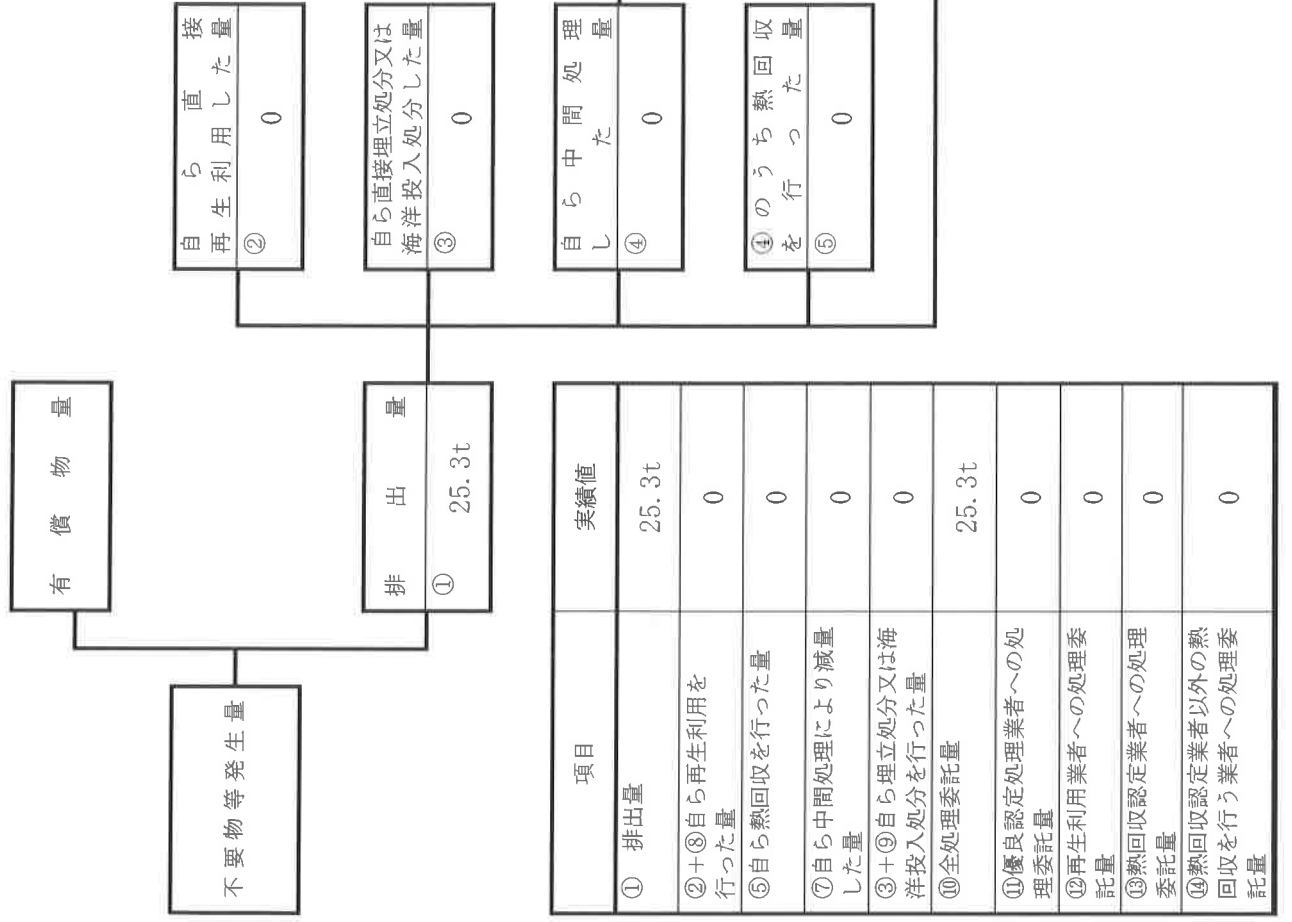 不要物等発生量
有償物量
排出量
① 25.3t
自ら直接
再生利用した量
② 0
自ら直接埋立処分又は
海洋投入処分した量
③ 0
自ら中間処理
した量
④ 0
④のうち熱回収
を行った量
⑤ 0
項目 実績値
① 排出量 25.3t
②+⑧自ら再生利用を
行った量 0
⑤自ら熱回収を行った量 0
⑦自ら中間処理により減量
した量 0
③+⑨自ら埋立処分又は海
洋投入処分を行った量 0
⑩全処理委託量 25.3t
⑪優良認定処理業者への処
理委託量 0
⑫再生利用業者への処理委
託量 0
⑬熱回収認定業者への処理
委託量 0
⑭熱回収認定業者以外の熱
回収を行う業者への処理委
託量 0